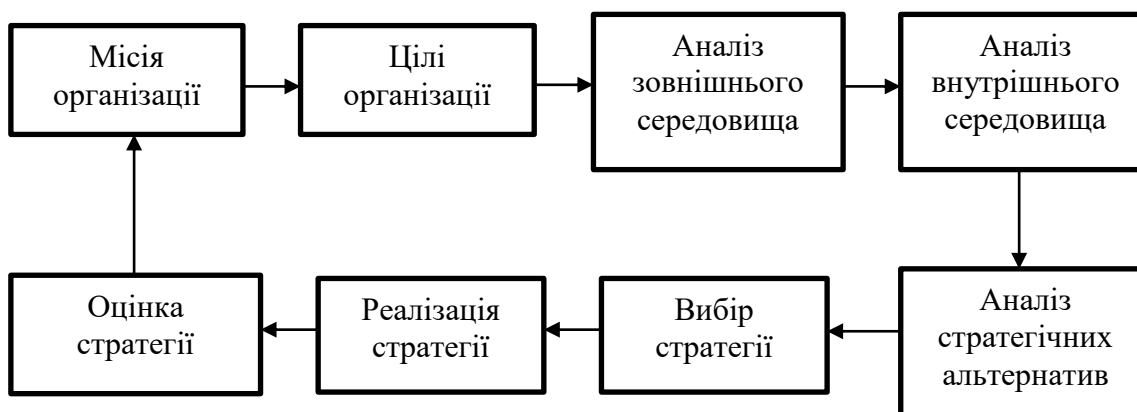 Місія
організації
Цілі
організації
Аналіз
зовнішнього
середовища
Аналіз
внутрішнього
середовища
Оцінка
стратегії
Реалізація
стратегії
Вибір
стратегії
Аналіз
стратегічних
альтернатив